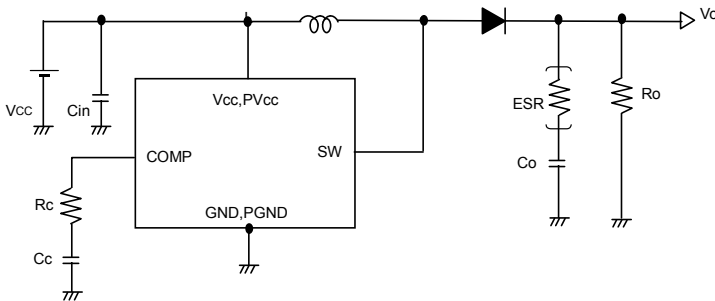 Vo
Vcc,PVcc
VCC
Cin
ESR
Ro
COMP
SW
Co
Rc
GND,PGND
Cc